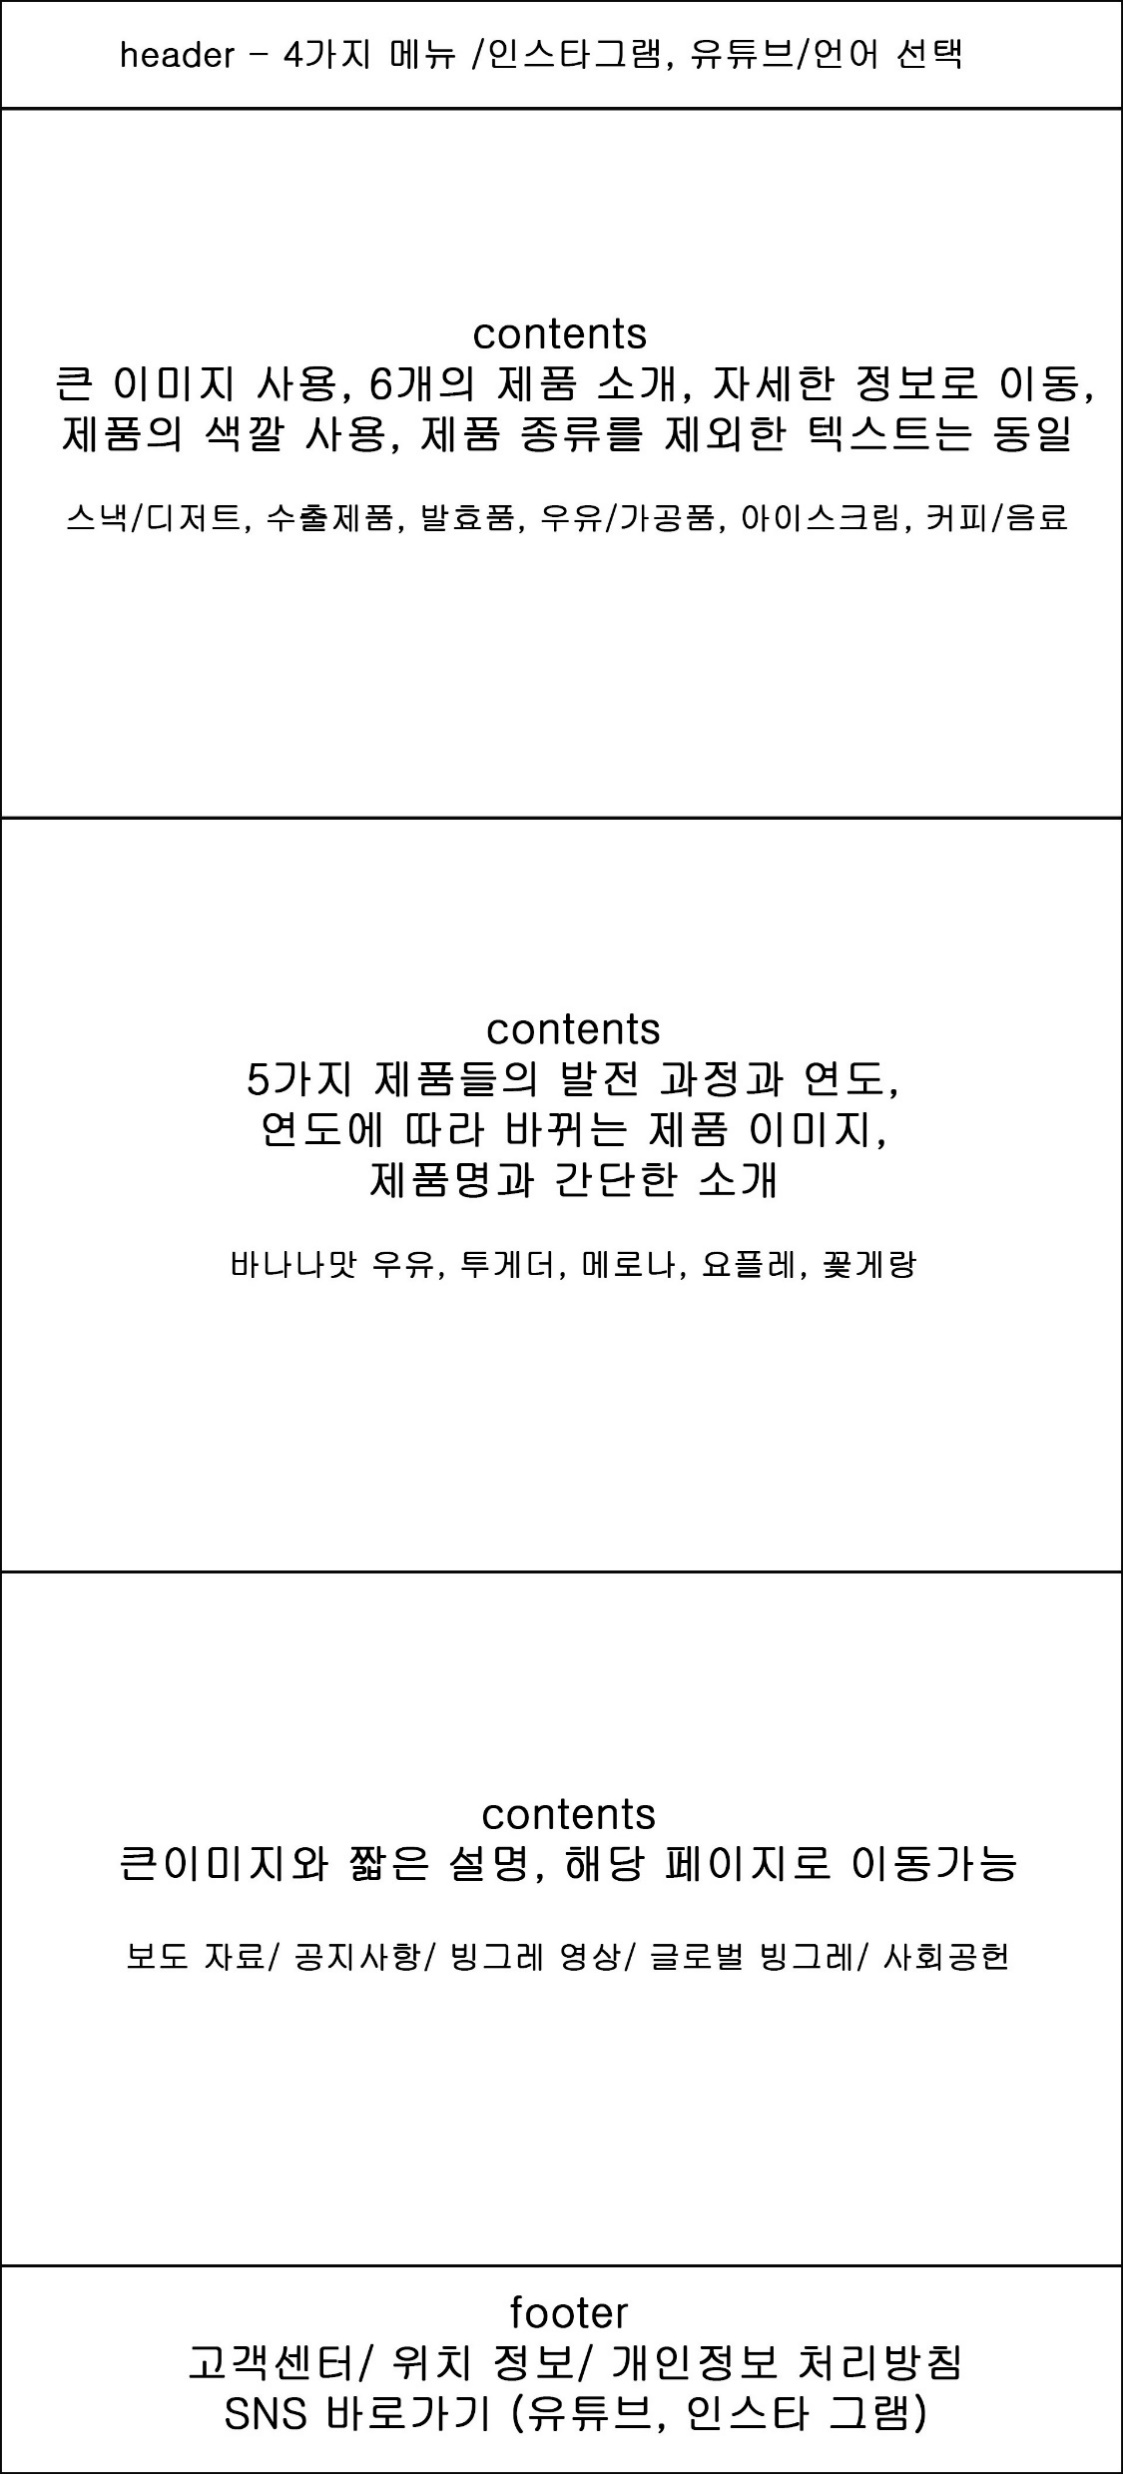 header - 4가지 메뉴 /인스타그램, 유튜브/언어 선택
contents
큰 이미지 사용, 6개의 제품 소개, 자세한 정보로 이동,
제품의 색깔 사용, 제품 종류를 제외한 텍스트는 동일
스낵/디저트, 수출제품, 발효품, 우유/가공품, 아이스크림, 커피/음료
contents
5가지 제품들의 발전 과정과 연도,
연도에 따라 바뀌는 제품 이미지,
제품명과 간단한 소개
바나나맛 우유, 투게더, 메로나, 요플레, 꽃게랑
contents
큰이미지와 짧은 설명, 해당 페이지로 이동가능
보도 자료/ 공지사항/ 빙그레 영상/ 글로벌 빙그레/ 사회공헌
footer
고객센터/ 위치 정보/ 개인정보 처리방침
SNS 바로가기 (유튜브, 인스타 그램)